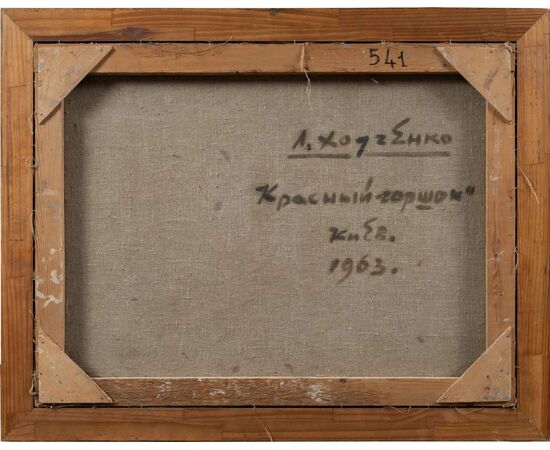 541
Л. Ходченко
"Красный горшок"
Киев.
1963.